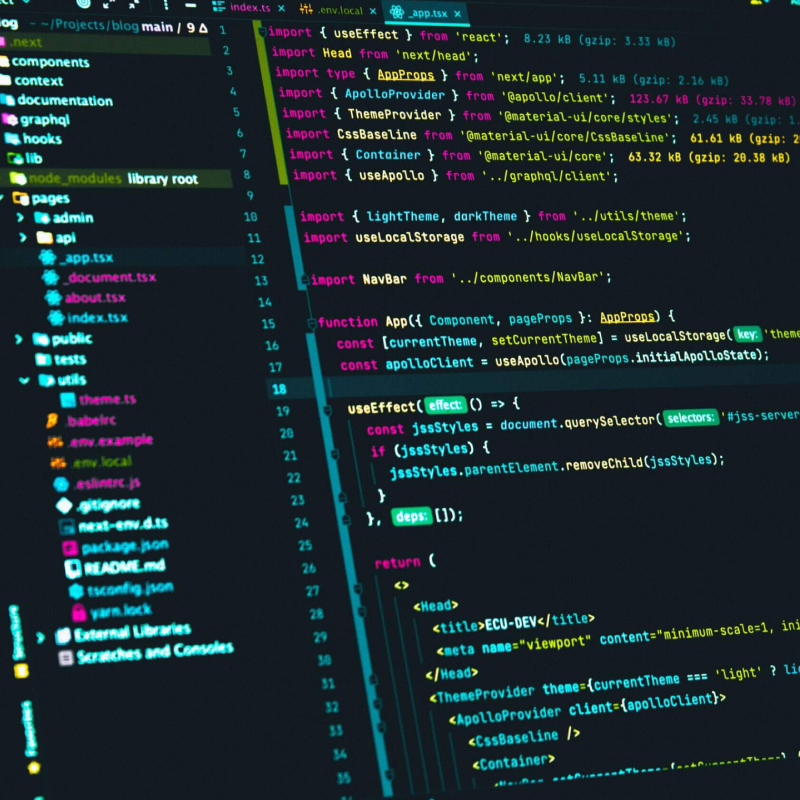 index.ts × .env.local × _app.tsx ×
~/Projects/blog main / 9 Δ
.next
components
context
documentation
graphql
hooks
lib
node_modules library root
pages
admin
api
_app.tsx
_document.tsx
about.tsx
index.tsx
public
tests
utils
theme.ts
.babelrc
.env.example
.env.local
.eslintrc.js
.gitignore
next-env.d.ts
package.json
README.md
tsconfig.json
yarn.lock
External Libraries
Scratches and Consoles
Structure
Favorites
1 import { useEffect } from 'react'; 8.23 kB (gzip: 3.33 kB)
2 import Head from 'next/head';
3 import type { AppProps } from 'next/app'; 5.11 kB (gzip: 2.16 kB)
4 import { ApolloProvider } from '@apollo/client'; 123.67 kB (gzip: 33.78 kB)
5 import { ThemeProvider } from '@material-ui/core/styles'; 2.45 kB (gzip: 1.
6 import CssBaseline from '@material-ui/core/CssBaseline'; 61.61 kB (gzip:
7 import { Container } from '@material-ui/core'; 63.32 kB (gzip: 20.38 kB)
8 import { useApollo } from '../graphql/client';
9
10 import { lightTheme, darkTheme } from '../utils/theme';
11 import useLocalStorage from '../hooks/useLocalStorage';
12
13 import NavBar from '../components/NavBar';
14
15 function App({ Component, pageProps }: AppProps) {
16 const [currentTheme, setCurrentTheme] = useLocalStorage( key: 'theme
17 const apolloClient = useApollo(pageProps.initialApolloState);
18
19 useEffect( effect: () => {
20 const jssStyles = document.querySelector( selectors: '#jss-server
21 if (jssStyles) {
22 jssStyles.parentElement.removeChild(jssStyles);
23 }
24 }, deps: []);
25
26 return (
27 <>
28 <Head>
29 <title>ECU-DEV</title>
30 <meta name="viewport" content="minimum-scale=1, ini
31 </Head>
32 <ThemeProvider theme={currentTheme === 'light' ?
33 <ApolloProvider client={apolloClient}>
34 <CssBaseline />
35 <Container>